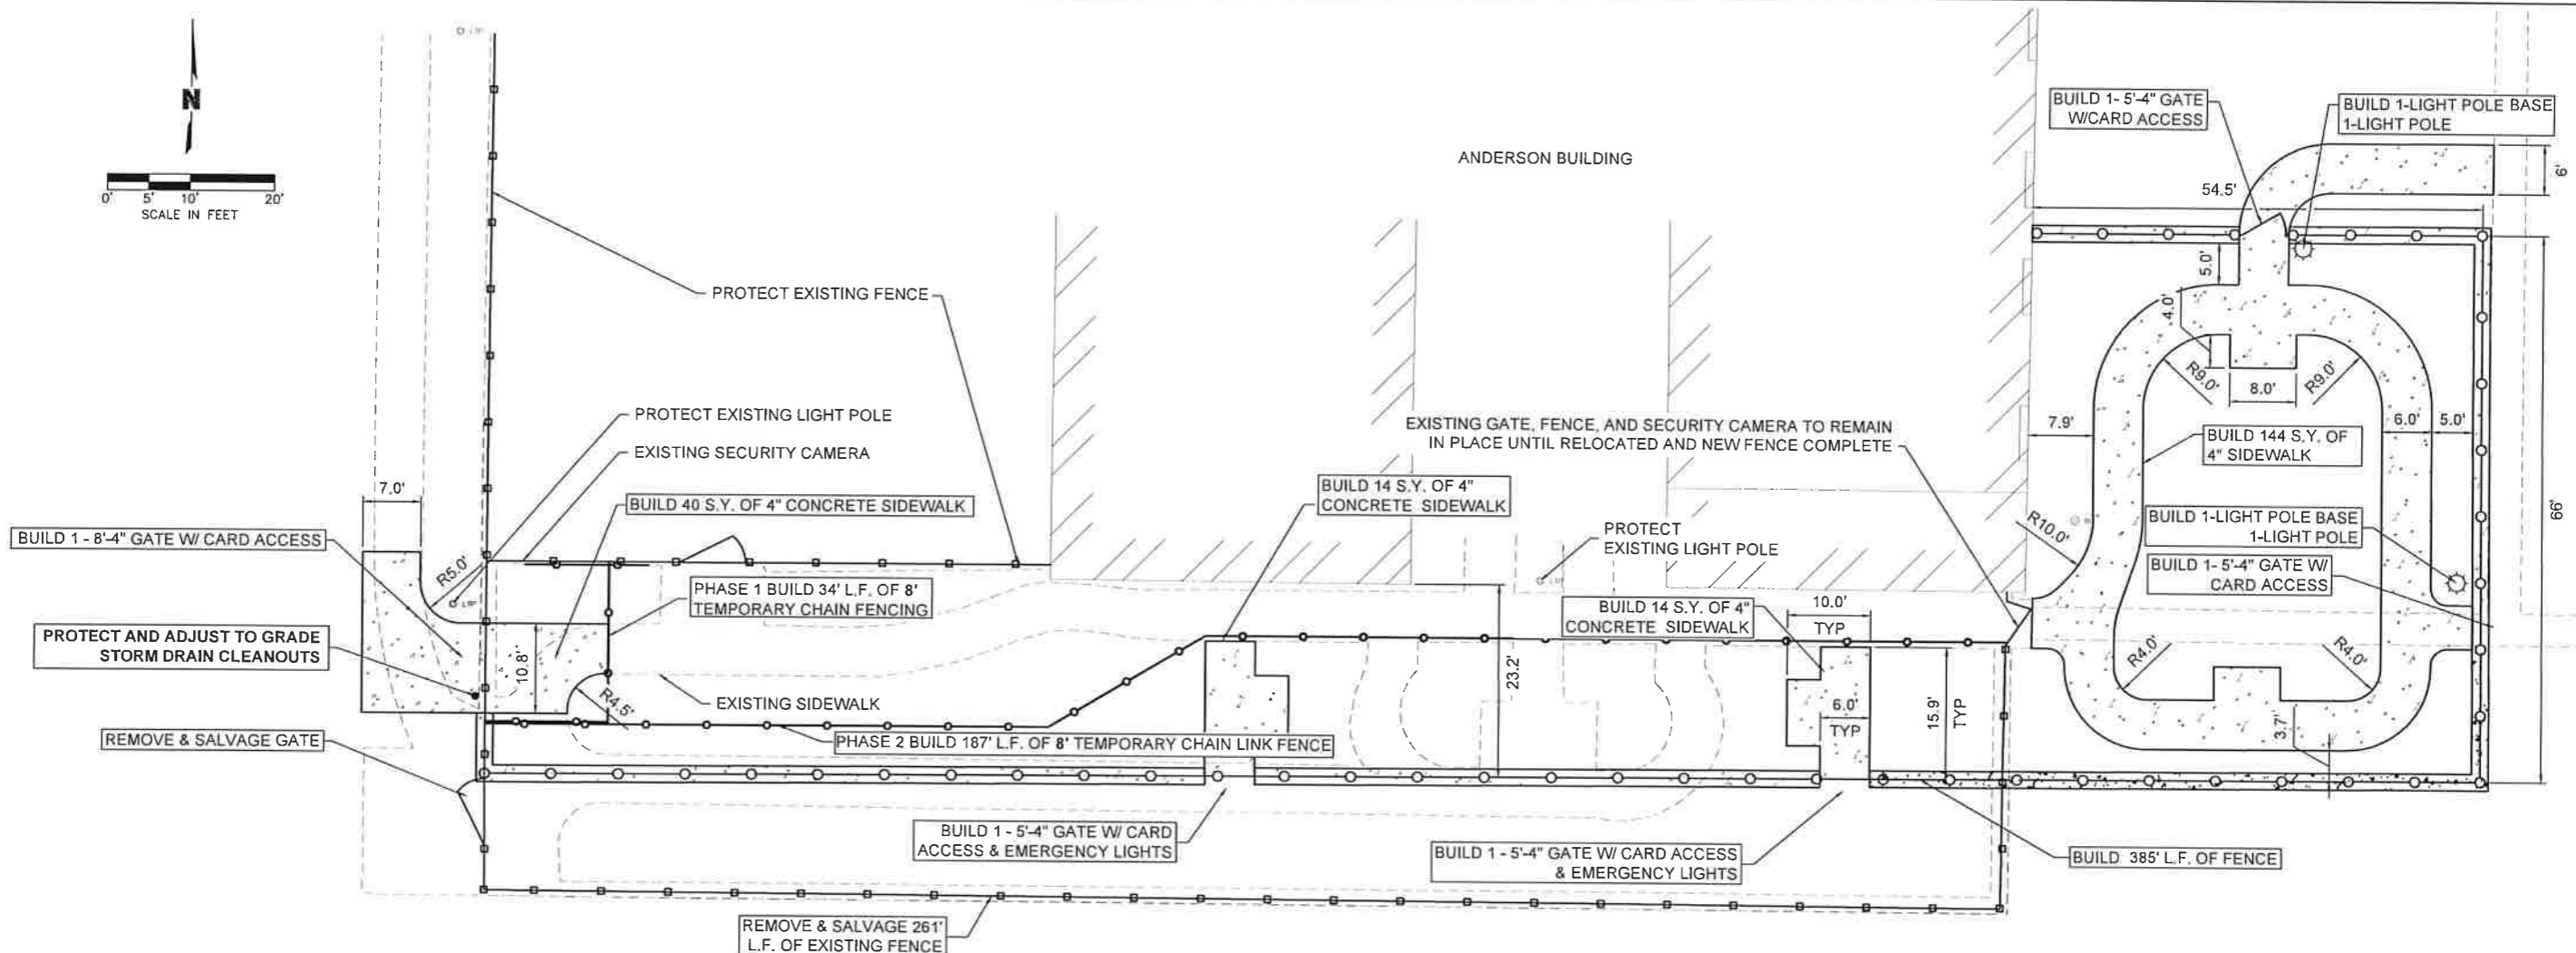 N
0' 5' 10' 20'
SCALE IN FEET
ANDERSON BUILDING
BUILD 1- 5'-4" GATE
W/CARD ACCESS
BUILD 1-LIGHT POLE BASE
1-LIGHT POLE
6'
54.5'
5.0'
4.0'
R9.0'
8.0'
R9.0'
7.9'
6.0'
5.0'
BUILD 144 S.Y. OF
4" SIDEWALK
66'
R10.0'
BUILD 1-LIGHT POLE BASE
1-LIGHT POLE
BUILD 1- 5'-4" GATE W/
CARD ACCESS
R4.0'
R4.0'
3.7'
PROTECT EXISTING FENCE
PROTECT EXISTING LIGHT POLE
EXISTING SECURITY CAMERA
EXISTING GATE, FENCE, AND SECURITY CAMERA TO REMAIN
IN PLACE UNTIL RELOCATED AND NEW FENCE COMPLETE
7.0'
BUILD 40 S.Y. OF 4" CONCRETE SIDEWALK
BUILD 14 S.Y. OF 4"
CONCRETE SIDEWALK
BUILD 1 - 8'-4" GATE W/ CARD ACCESS
R5.0'
PROTECT
EXISTING LIGHT POLE
PHASE 1 BUILD 34' L.F. OF 8'
TEMPORARY CHAIN FENCING
BUILD 14 S.Y. OF 4"
CONCRETE SIDEWALK
10.0'
TYP
PROTECT AND ADJUST TO GRADE
STORM DRAIN CLEANOUTS
10.8'
23.2'
R4.5'
EXISTING SIDEWALK
6.0'
TYP
15.9'
TYP
REMOVE & SALVAGE GATE
PHASE 2 BUILD 187' L.F. OF 8' TEMPORARY CHAIN LINK FENCE
BUILD 1 - 5'-4" GATE W/ CARD
ACCESS & EMERGENCY LIGHTS
BUILD 1 - 5'-4" GATE W/ CARD ACCESS
& EMERGENCY LIGHTS
BUILD 385' L.F. OF FENCE
REMOVE & SALVAGE 261'
L.F. OF EXISTING FENCE